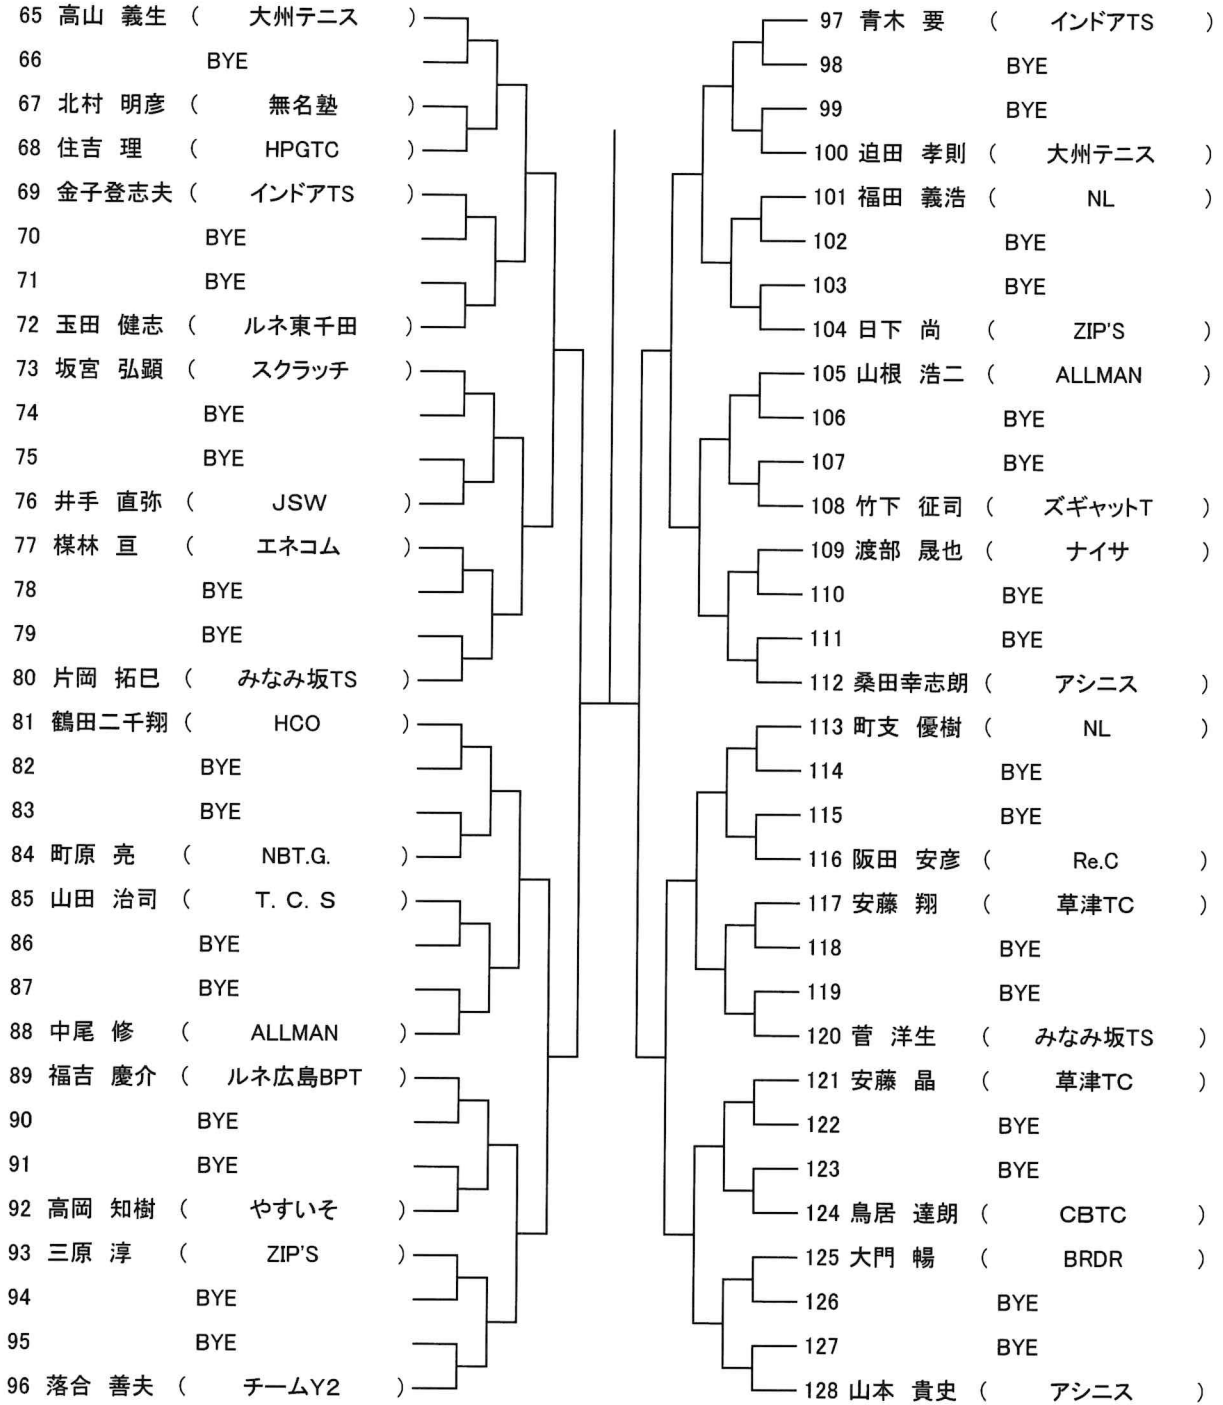 65 高山 義生 ( 大州テニス )
66 BYE
67 北村 明彦 ( 無名塾 )
68 住吉 理 ( HPGTC )
69 金子登志夫 ( インドアTS )
70 BYE
71 BYE
72 玉田 健志 ( ルネ東千田 )
73 坂宮 弘顕 ( スクラッチ )
74 BYE
75 BYE
76 井手 直弥 ( JSW )
77 楳林 亘 ( エネコム )
78 BYE
79 BYE
80 片岡 拓巳 ( みなみ坂TS )
81 鶴田二千翔 ( HCO )
82 BYE
83 BYE
84 町原 亮 ( NBT.G. )
85 山田 治司 ( T. C. S )
86 BYE
87 BYE
88 中尾 修 ( ALLMAN )
89 福吉 慶介 ( ルネ広島BPT )
90 BYE
91 BYE
92 高岡 知樹 ( やすいそ )
93 三原 淳 ( ZIP'S )
94 BYE
95 BYE
96 落合 善夫 ( チームY2 )
97 青木 要 ( インドアTS )
98 BYE
99 BYE
100 迫田 孝則 ( 大州テニス )
101 福田 義浩 ( NL )
102 BYE
103 BYE
104 日下 尚 ( ZIP'S )
105 山根 浩二 ( ALLMAN )
106 BYE
107 BYE
108 竹下 征司 ( ズギャットT )
109 渡部 晟也 ( ナイサ )
110 BYE
111 BYE
112 桑田幸志朗 ( アシニス )
113 町支 優樹 ( NL )
114 BYE
115 BYE
116 阪田 安彦 ( Re.C )
117 安藤 翔 ( 草津TC )
118 BYE
119 BYE
120 菅 洋生 ( みなみ坂TS )
121 安藤 晶 ( 草津TC )
122 BYE
123 BYE
124 鳥居 達朗 ( CBTC )
125 大門 暢 ( BRDR )
126 BYE
127 BYE
128 山本 貴史 ( アシニス )